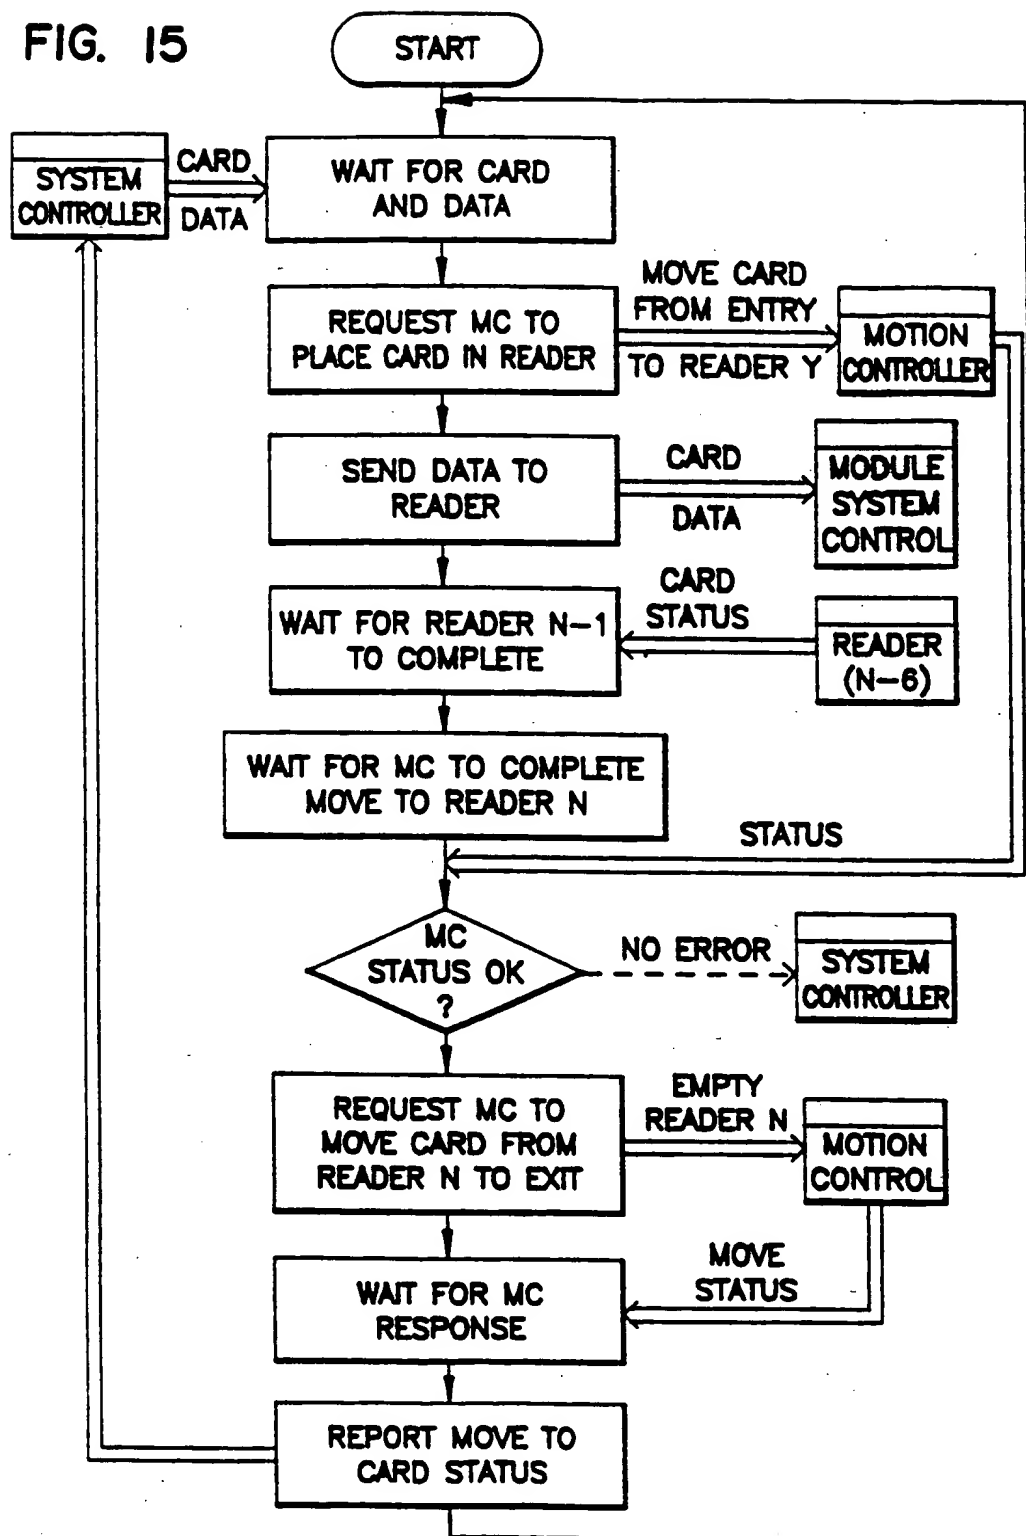 FIG. 15
START
SYSTEM
CONTROLLER
CARD
DATA
WAIT FOR CARD
AND DATA
REQUEST MC TO
PLACE CARD IN READER
MOVE CARD
FROM ENTRY
TO READER Y
MOTION
CONTROLLER
SEND DATA TO
READER
CARD
DATA
MODULE
SYSTEM
CONTROL
WAIT FOR READER N-1
TO COMPLETE
CARD
STATUS
READER
(N-6)
WAIT FOR MC TO COMPLETE
MOVE TO READER N
STATUS
MC
STATUS OK
?
NO ERROR
SYSTEM
CONTROLLER
REQUEST MC TO
MOVE CARD FROM
READER N TO EXIT
EMPTY
READER N
MOTION
CONTROL
WAIT FOR MC
RESPONSE
MOVE
STATUS
REPORT MOVE TO
CARD STATUS